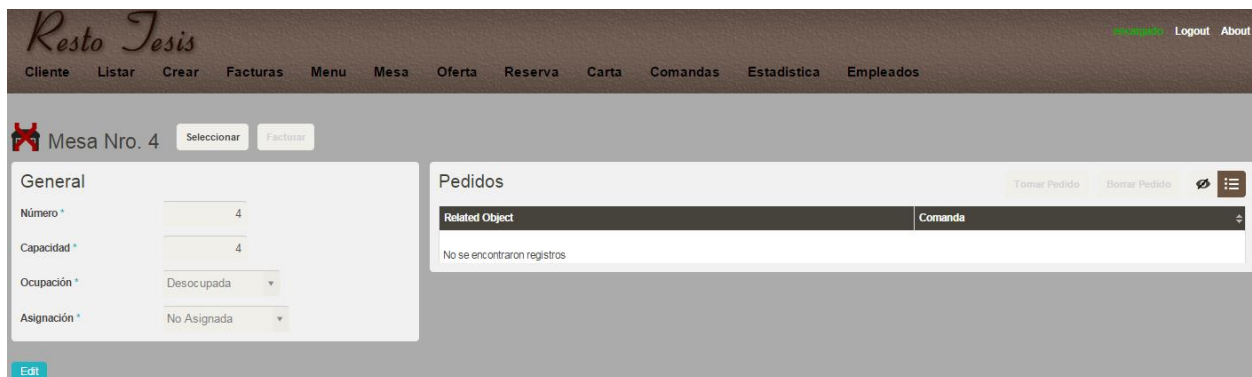 Resto Tesis
encargado Logout About
Cliente Listar Crear Facturas Menu Mesa Oferta Reserva Carta Comandas Estadistica Empleados
Mesa Nro. 4 Seleccionar Facturar
General
Número * 4
Capacidad * 4
Ocupación * Desocupada
Asignación * No Asignada
Edit
Pedidos Tomar Pedido Borrar Pedido
Related Object Comanda
No se encontraron registros